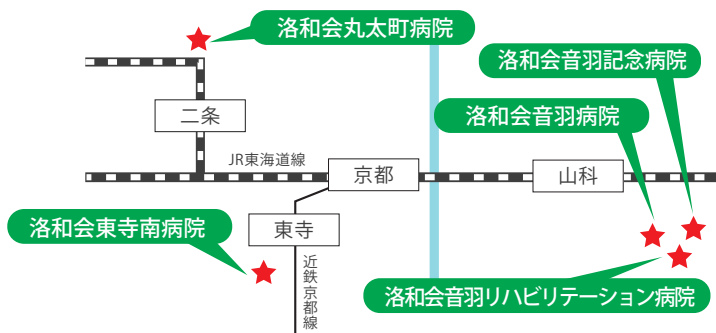 洛和会丸太町病院
洛和会音羽記念病院
二条
洛和会音羽病院
JR東海道線
京都
山科
洛和会東寺南病院
東寺
近鉄京都線
洛和会音羽リハビリテーション病院